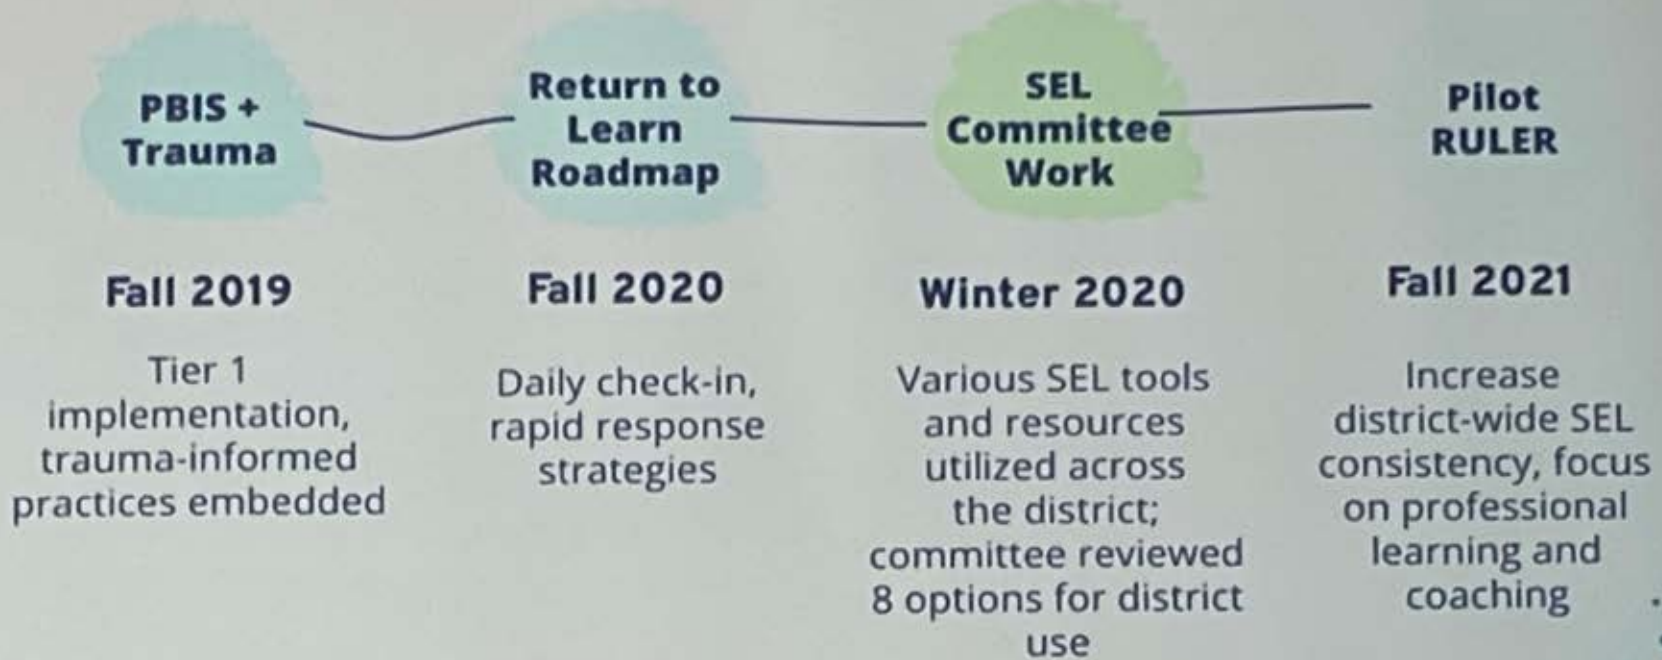 PBIS +
Trauma
Return to
Learn
Roadmap
SEL
Committee
Work
Pilot
RULER
Fall 2019
Fall 2020
Winter 2020
Fall 2021
Tier 1
implementation,
trauma-informed
practices embedded
Daily check-in,
rapid response
strategies
Various SEL tools
and resources
utilized across
the district;
committee reviewed
8 options for district
use
Increase
district-wide SEL
consistency, focus
on professional
learning and
coaching